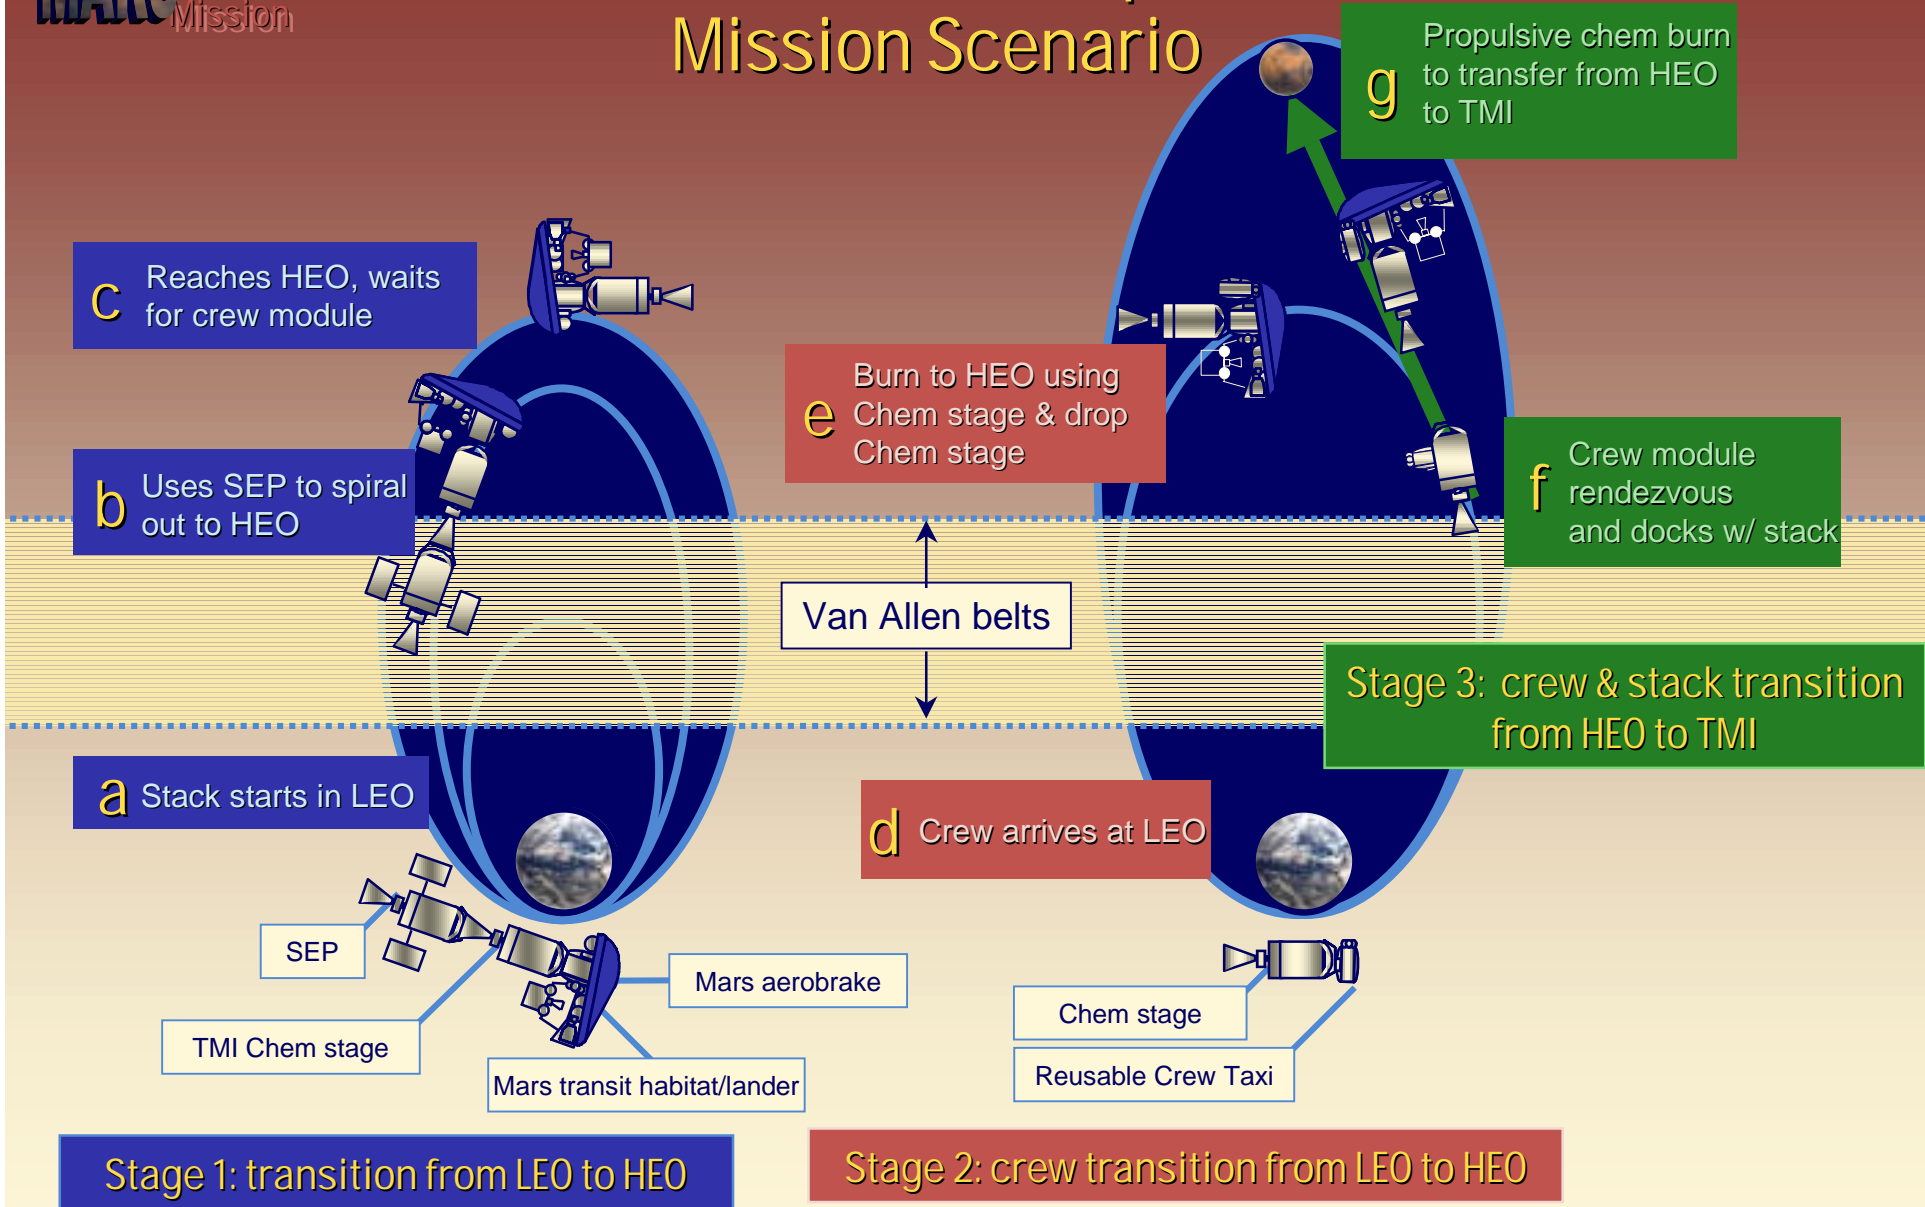 Mission
Mission Scenario
g
Propulsive chem burn
to transfer from HEO
to TMI
c
Reaches HEO, waits
for crew module
e
Burn to HEO using
Chem stage & drop
Chem stage
b
Uses SEP to spiral
out to HEO
f
Crew module
rendezvous
and docks w/ stack
Van Allen belts
Stage 3: crew & stack transition
from HEO to TMI
a Stack starts in LEO
d Crew arrives at LEO
SEP
Mars aerobrake
TMI Chem stage
Mars transit habitat/lander
Chem stage
Reusable Crew Taxi
Stage 1: transition from LEO to HEO
Stage 2: crew transition from LEO to HEO